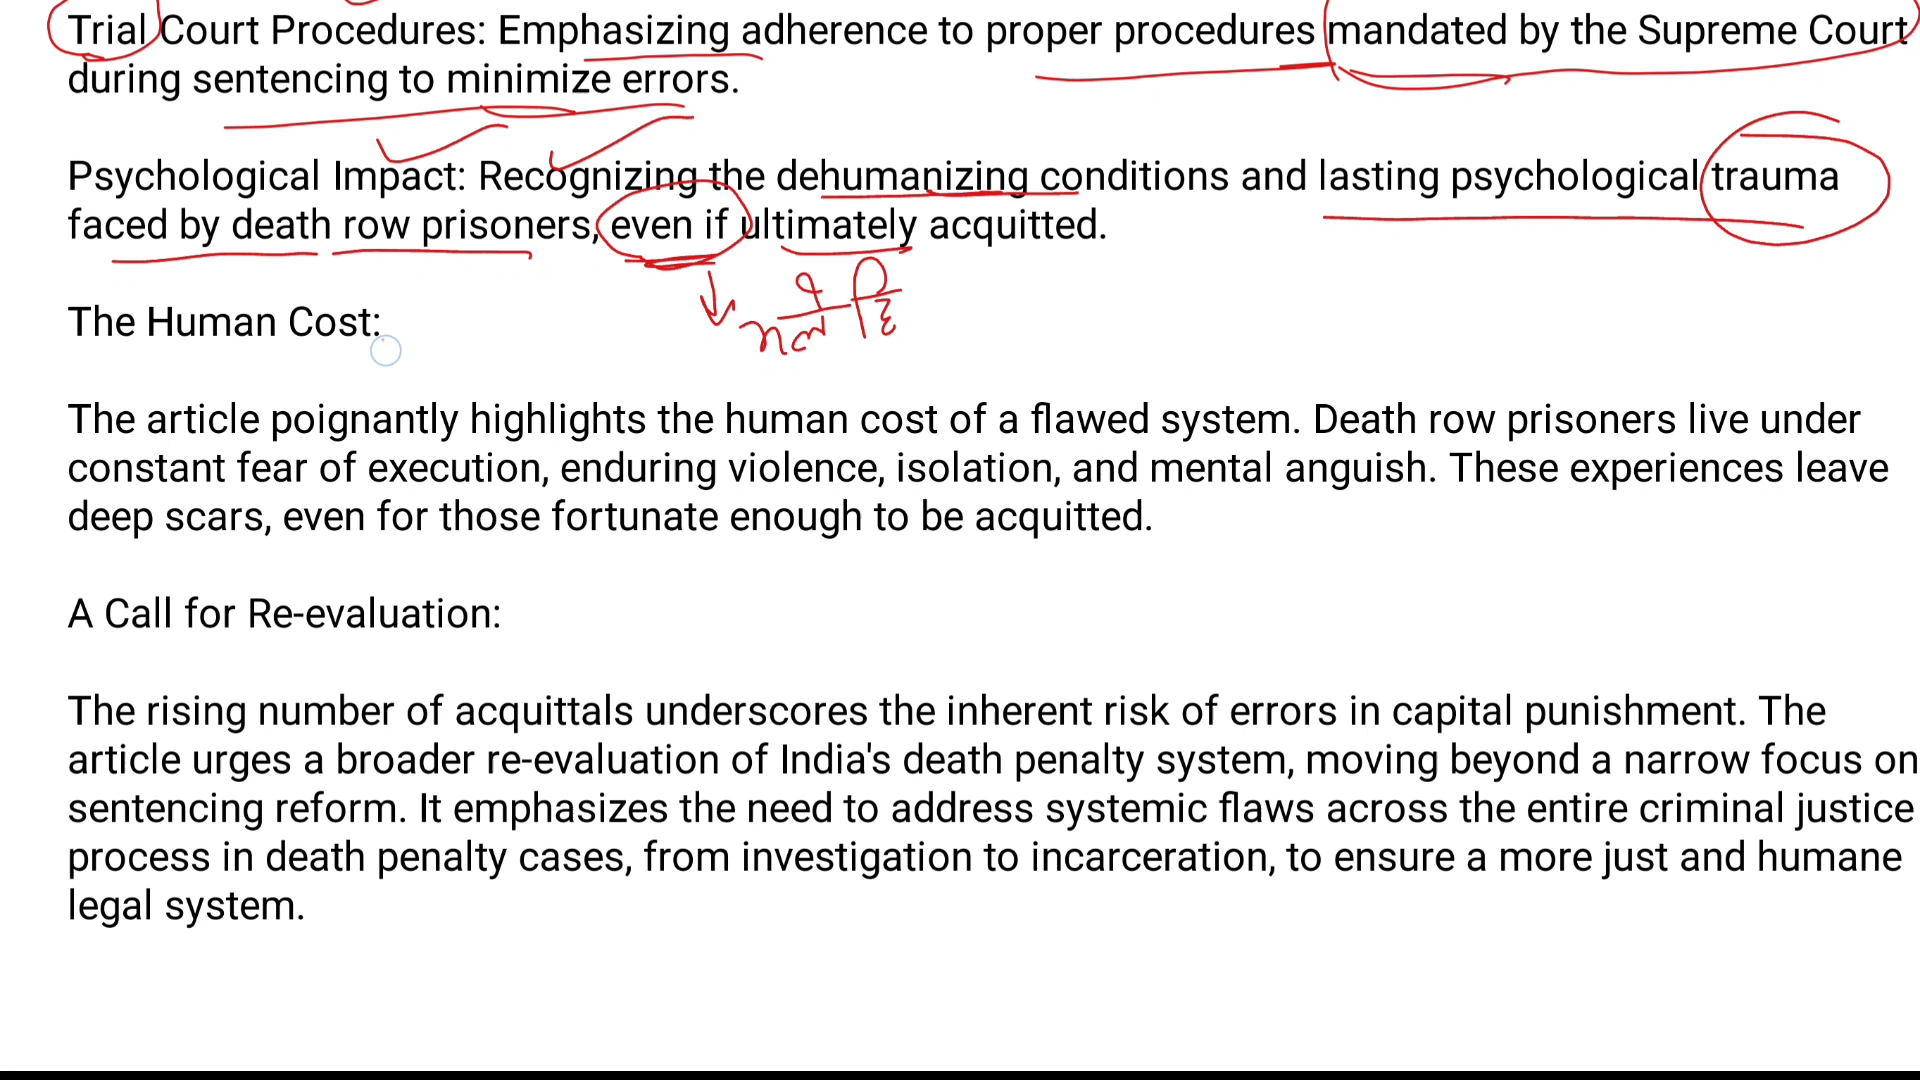 Trial Court Procedures: Emphasizing adherence to proper procedures mandated by the Supreme Court
during sentencing to minimize errors.
Psychological Impact: Recognizing the dehumanizing conditions and lasting psychological trauma
faced by death row prisoners, even if ultimately acquitted.
The Human Cost:
The article poignantly highlights the human cost of a flawed system. Death row prisoners live under
constant fear of execution, enduring violence, isolation, and mental anguish. These experiences leave
deep scars, even for those fortunate enough to be acquitted.
A Call for Re-evaluation:
The rising number of acquittals underscores the inherent risk of errors in capital punishment. The
article urges a broader re-evaluation of India's death penalty system, moving beyond a narrow focus on
sentencing reform. It emphasizes the need to address systemic flaws across the entire criminal justice
process in death penalty cases, from investigation to incarceration, to ensure a more just and humane
legal system.